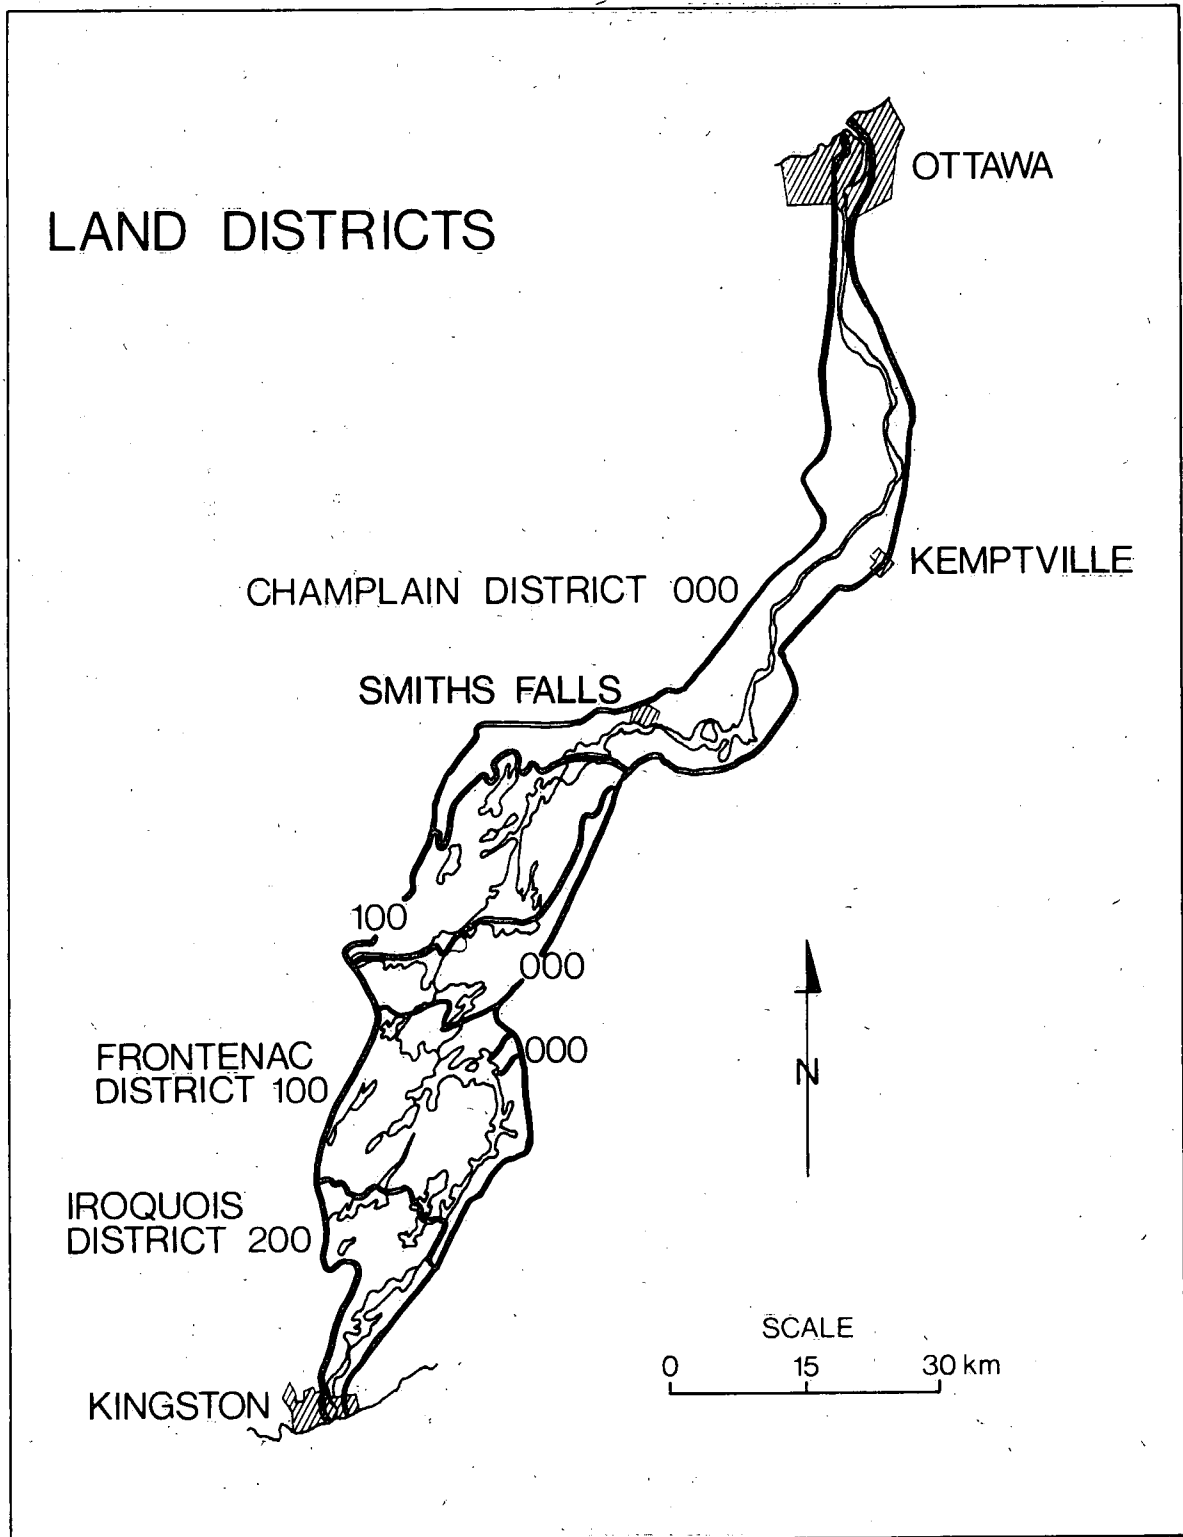 OTTAWA
LAND DISTRICTS
KEMPTVILLE
CHAMPLAIN DISTRICT 000
SMITHS FALLS
100
000
000
FRONTENAC
DISTRICT 100
N
IROQUOIS
DISTRICT 200
SCALE
0 15 30 km
KINGSTON